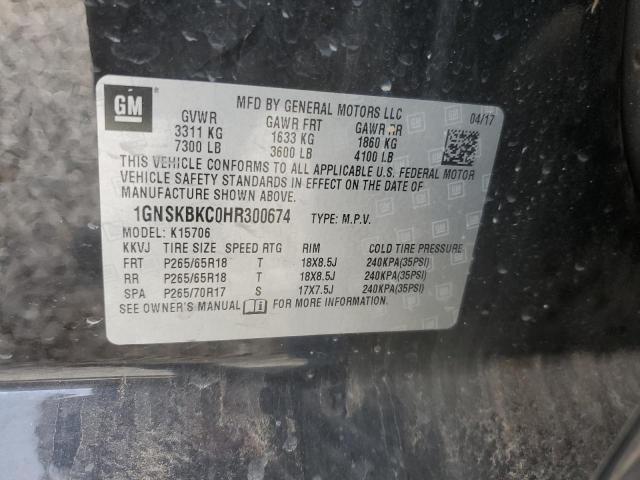 GM
MFD BY GENERAL MOTORS LLC
04/17
GVWR GAWR FRT GAWR RR
3311 KG 1633 KG 1860 KG
7300 LB 3600 LB 4100 LB
THIS VEHICLE CONFORMS TO ALL APPLICABLE U.S. FEDERAL MOTOR
VEHICLE SAFETY STANDARDS IN EFFECT ON THE DATE OF
MANUFACTURE SHOWN ABOVE.
1GNSKBKC0HR300674 TYPE: M.P.V.
MODEL: K15706
KKVJ TIRE SIZE SPEED RTG RIM COLD TIRE PRESSURE
FRT P265/65R18 T 18X8.5J 240KPA(35PSI)
RR P265/65R18 T 18X8.5J 240KPA(35PSI)
SPA P265/70R17 S 17X7.5J 240KPA(35PSI)
SEE OWNER'S MANUAL FOR MORE INFORMATION.